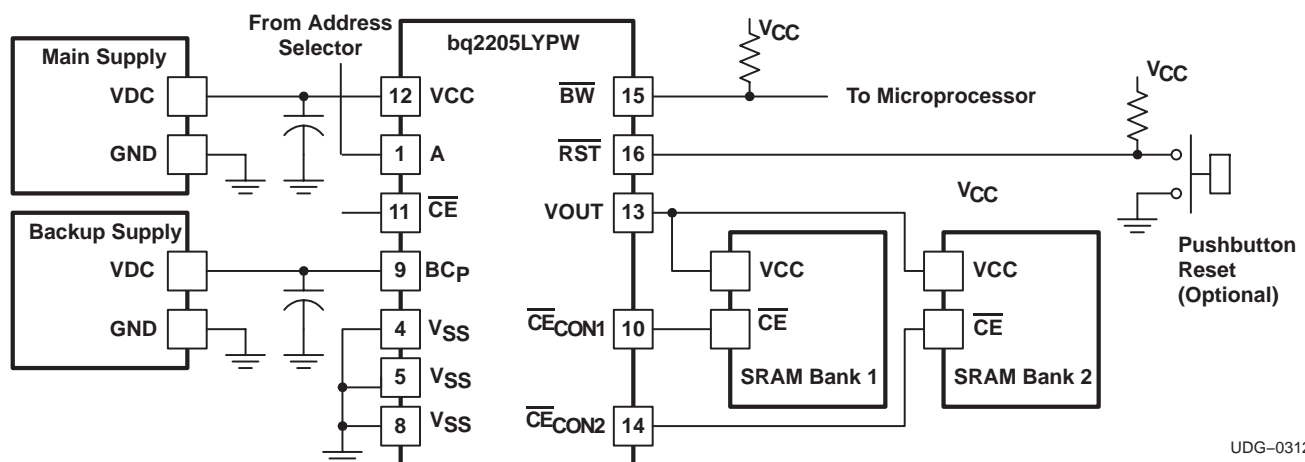 From Address
Selector
bq2205LYPW
VCC
VCC
Main Supply
VDC
12
VCC
BW
15
To Microprocessor
GND
1
A
RST
16
11
CE
VOUT
13
VCC
Backup Supply
VDC
9
BCP
VCC
VCC
Pushbutton
Reset
(Optional)
GND
4
VSS
CECON1
10
CE
CE
5
VSS
SRAM Bank 1
SRAM Bank 2
8
VSS
CECON2
14
UDG–0312